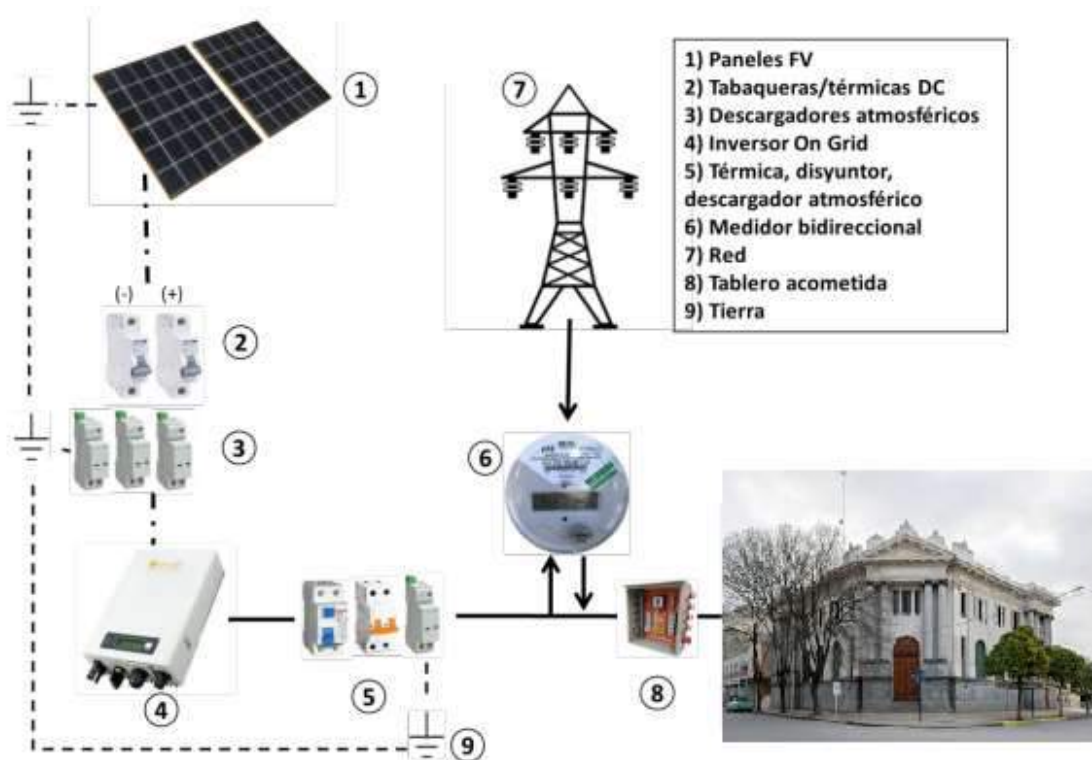 1
7
1) Paneles FV
2) Tabaqueras/térmicas DC
3) Descargadores atmosféricos
4) Inversor On Grid
5) Térmica, disyuntor,
descargador atmosférico
6) Medidor bidireccional
7) Red
8) Tablero acometida
9) Tierra
(-) (+)
2
3
6
4
5
8
9